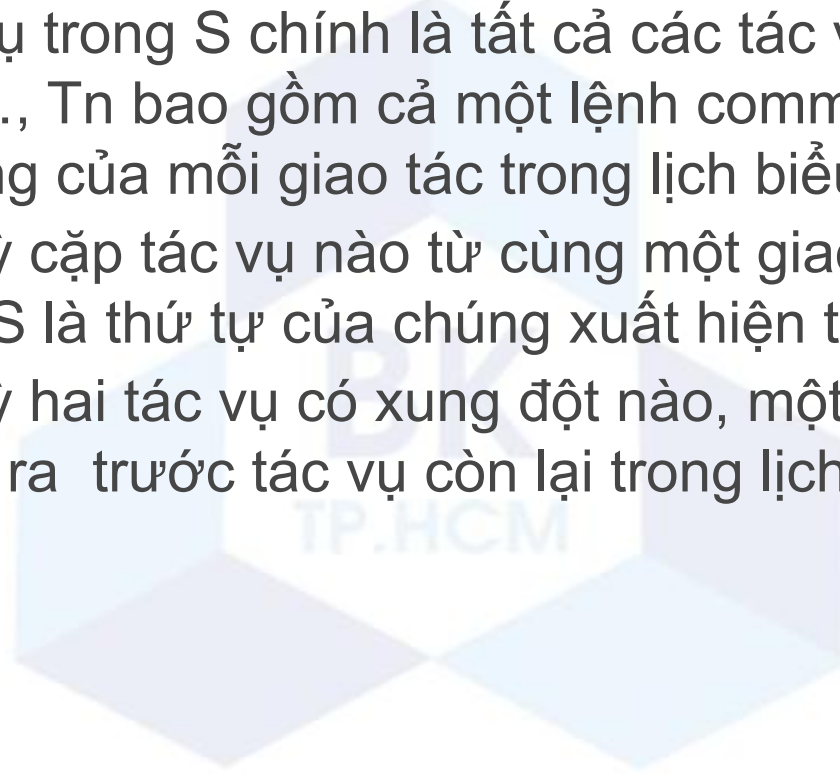 ụ trong S chính là tất cả các tác v
., Tn bao gồm cả một lệnh comm
ng của mỗi giao tác trong lịch biểu
ỳ cặp tác vụ nào từ cùng một giao
S là thứ tự của chúng xuất hiện t
ỳ hai tác vụ có xung đột nào, một
ra trước tác vụ còn lại trong lịch
BK
TP.HCM